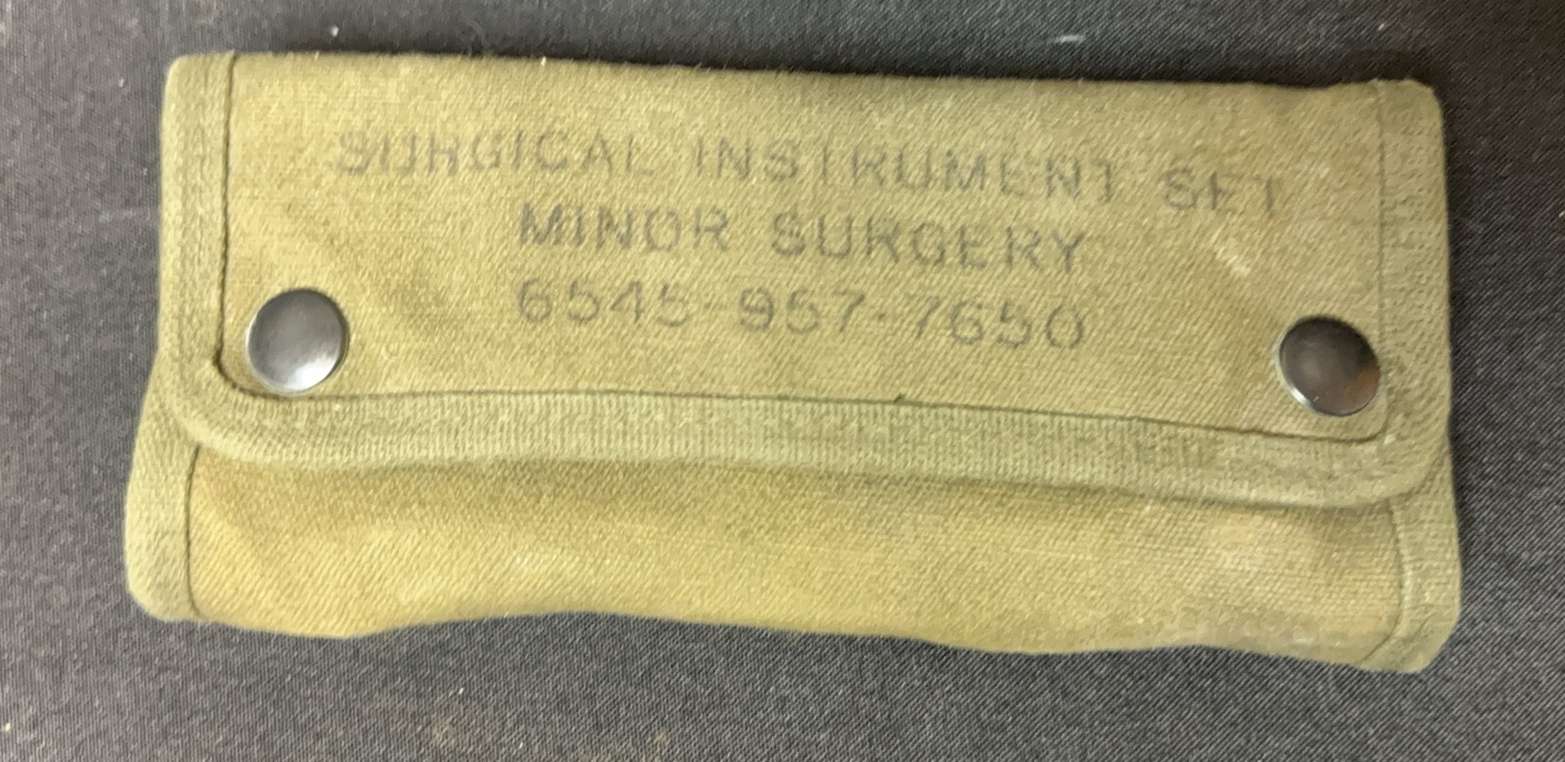 SURGICAL INSTRUMENT SET
MINOR SURGERY
6545-957-7650